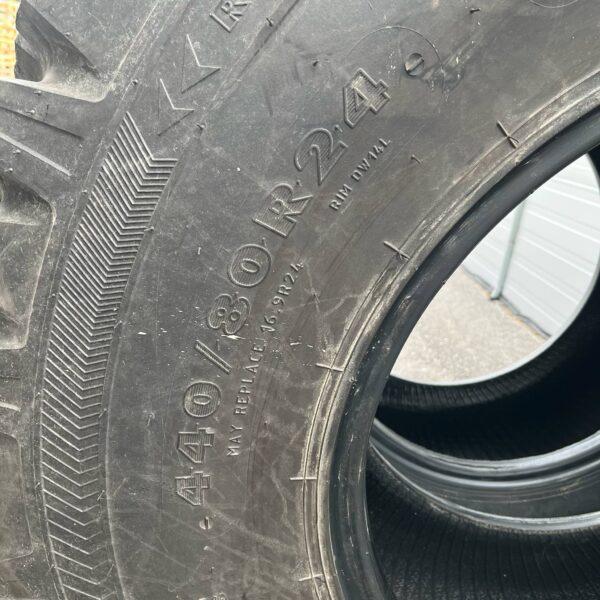 440/80R24
MAY REPLACE 16.9R24
RIM DW14L
R